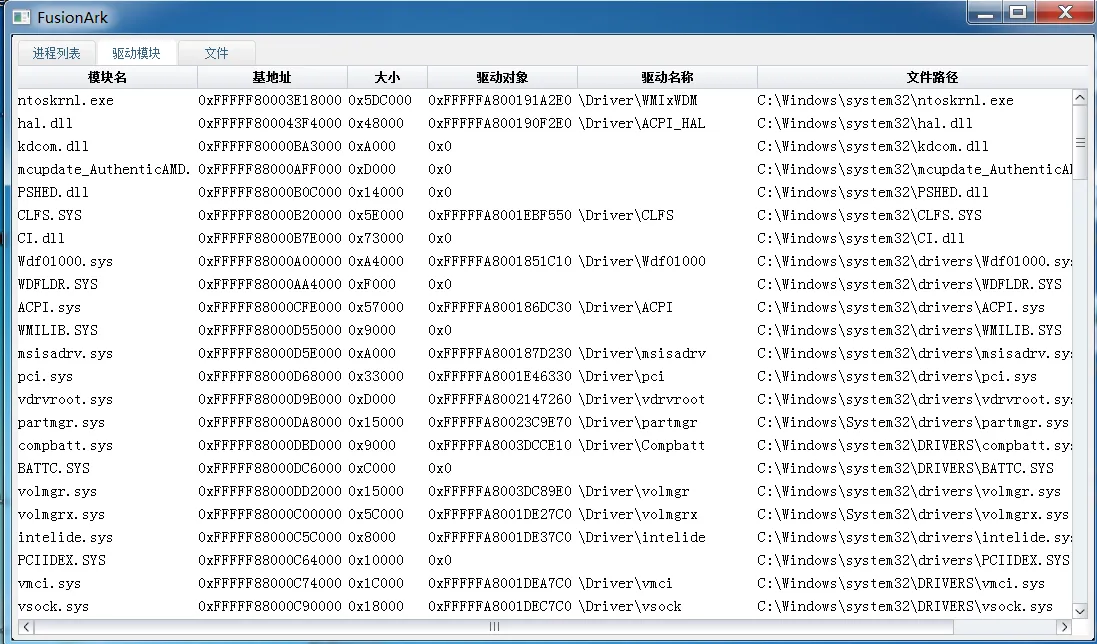 FusionArk
进程列表 驱动模块 文件
模块名 基地址 大小 驱动对象 驱动名称 文件路径
ntoskrnl.exe 0xFFFFF80003E18000 0x5DC000 0xFFFFFA800191A2E0 \Driver\WMIxWDM C:\Windows\system32\ntoskrnl.exe
hal.dll 0xFFFFF800043F4000 0x48000 0xFFFFFA800190F2E0 \Driver\ACPI_HAL C:\Windows\system32\hal.dll
kdcom.dll 0xFFFFF80000BA3000 0xA000 0x0 C:\Windows\system32\kdcom.dll
mcupdate_AuthenticAMD. 0xFFFFF88000AFF000 0xD000 0x0 C:\Windows\system32\mcupdate_AuthenticAM
PSHED.dll 0xFFFFF88000B0C000 0x14000 0x0 C:\Windows\system32\PSHED.dll
CLFS.SYS 0xFFFFF88000B20000 0x5E000 0xFFFFFA8001EBF550 \Driver\CLFS C:\Windows\system32\CLFS.SYS
CI.dll 0xFFFFF88000B7E000 0x73000 0x0 C:\Windows\system32\CI.dll
Wdf01000.sys 0xFFFFF88000A00000 0xA4000 0xFFFFFA8001851C10 \Driver\Wdf01000 C:\Windows\system32\drivers\Wdf01000.sys
WDFLDR.SYS 0xFFFFF88000AA4000 0xF000 0x0 C:\Windows\system32\drivers\WDFLDR.SYS
ACPI.sys 0xFFFFF88000CFE000 0x57000 0xFFFFFA800186DC30 \Driver\ACPI C:\Windows\system32\drivers\ACPI.sys
WMILIB.SYS 0xFFFFF88000D55000 0x9000 0x0 C:\Windows\system32\drivers\WMILIB.SYS
msisadrv.sys 0xFFFFF88000D5E000 0xA000 0xFFFFFA800187D230 \Driver\msisadrv C:\Windows\system32\drivers\msisadrv.sys
pci.sys 0xFFFFF88000D68000 0x33000 0xFFFFFA8001E46330 \Driver\pci C:\Windows\system32\drivers\pci.sys
vdrvroot.sys 0xFFFFF88000D9B000 0xD000 0xFFFFFA8002147260 \Driver\vdrvroot C:\Windows\system32\drivers\vdrvroot.sys
partmgr.sys 0xFFFFF88000DA8000 0x15000 0xFFFFFA80023C9E70 \Driver\partmgr C:\Windows\System32\drivers\partmgr.sys
compbatt.sys 0xFFFFF88000DBD000 0x9000 0xFFFFFA8003DCCE10 \Driver\Compbatt C:\Windows\system32\DRIVERS\compbatt.sys
BATTC.SYS 0xFFFFF88000DC6000 0xC000 0x0 C:\Windows\system32\DRIVERS\BATTC.SYS
volmgr.sys 0xFFFFF88000DD2000 0x15000 0xFFFFFA8003DC89E0 \Driver\volmgr C:\Windows\system32\drivers\volmgr.sys
volmgrx.sys 0xFFFFF88000C00000 0x5C000 0xFFFFFA8001DE27C0 \Driver\volmgrx C:\Windows\System32\drivers\volmgrx.sys
intelide.sys 0xFFFFF88000C5C000 0x8000 0xFFFFFA8001DE37C0 \Driver\intelide C:\Windows\system32\drivers\intelide.sys
PCIIDEX.SYS 0xFFFFF88000C64000 0x10000 0x0 C:\Windows\system32\drivers\PCIIDEX.SYS
vmci.sys 0xFFFFF88000C74000 0x1C000 0xFFFFFA8001DEA7C0 \Driver\vmci C:\Windows\system32\DRIVERS\vmci.sys
vsock.sys 0xFFFFF88000C90000 0x18000 0xFFFFFA8001DEC7C0 \Driver\vsock C:\Windows\system32\DRIVERS\vsock.sys